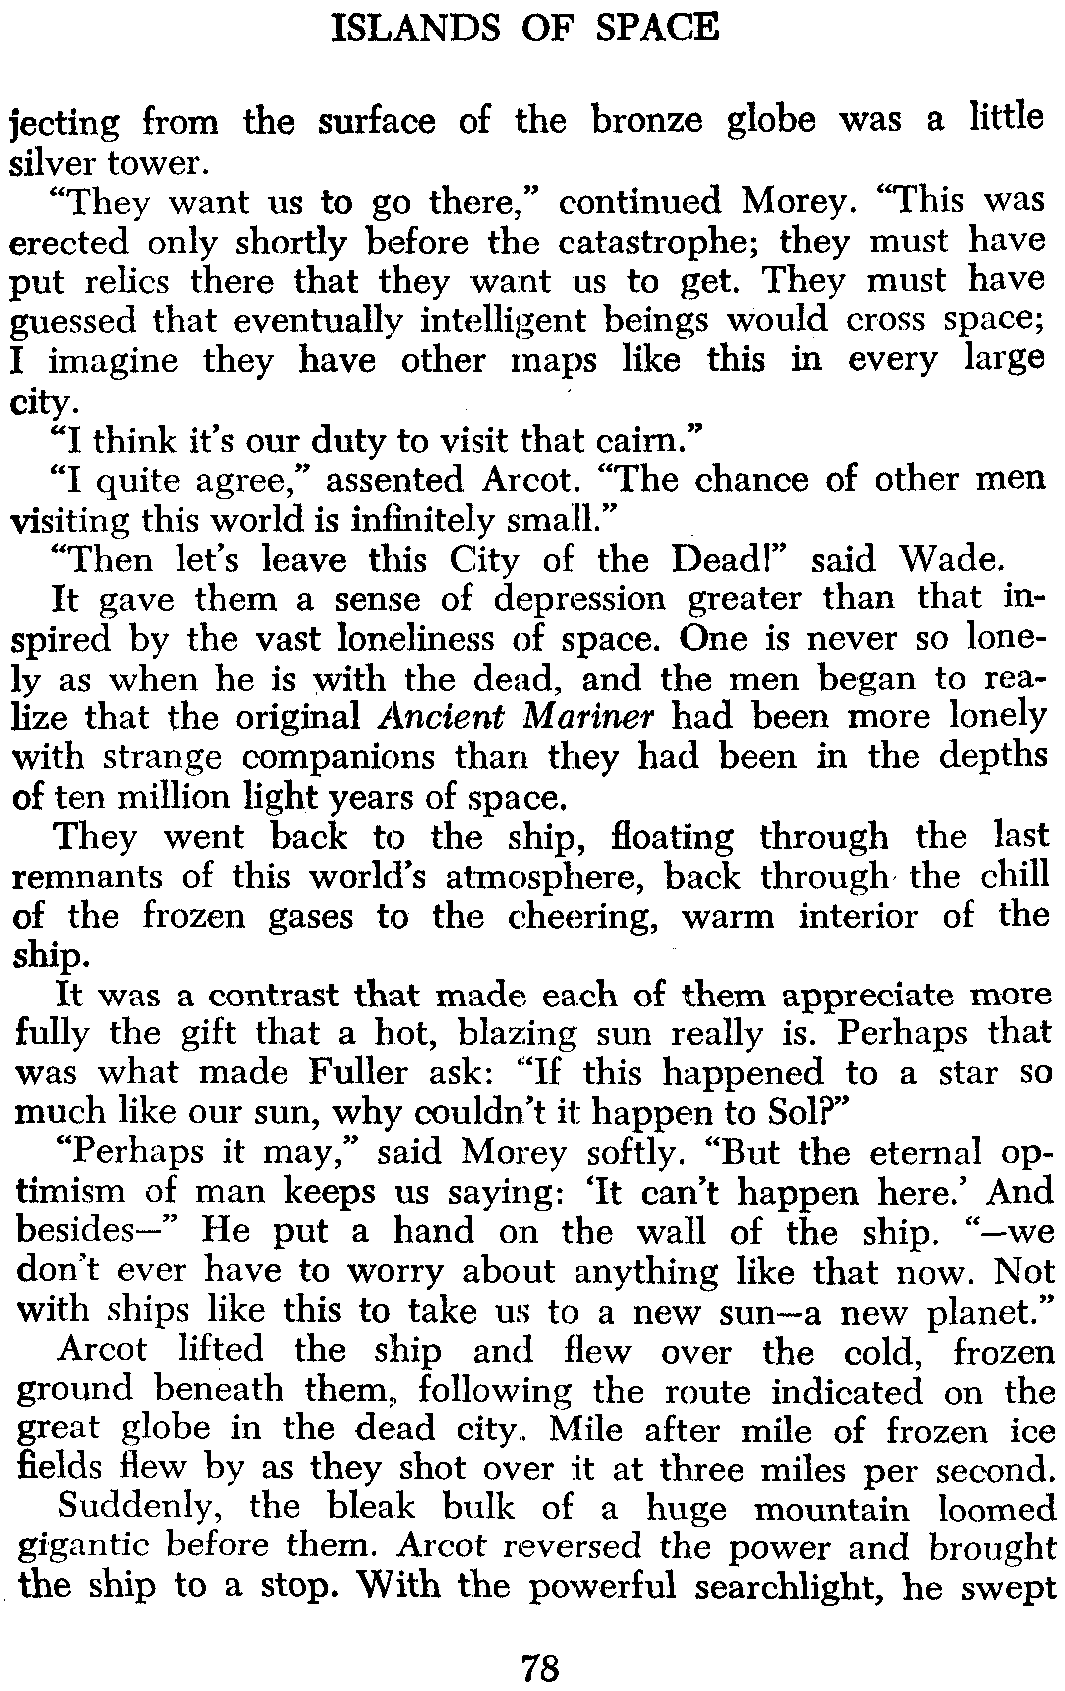 ISLANDS OF SPACE
jecting from the surface of the bronze globe was a little
silver tower.
“They want us to go there,” continued Morey. “This was
erected only shortly before the catastrophe; they must have
put relics there that they want us to get. They must have
guessed that eventually intelligent beings would cross space;
I imagine they have other maps like this in every large
city.
“I think it’s our duty to visit that cairn.”
“I quite agree,” assented Arcot. “The chance of other men
visiting this world is infinitely small.”
“Then let’s leave this City of the Dead!” said Wade.
It gave them a sense of depression greater than that in-
spired by the vast loneliness of space. One is never so lone-
ly as when he is with the dead, and the men began to rea-
lize that the original Ancient Mariner had been more lonely
with strange companions than they had been in the depths
of ten million light years of space.
They went back to the ship, floating through the last
remnants of this world’s atmosphere, back through the chill
of the frozen gases to the cheering, warm interior of the
ship.
It was a contrast that made each of them appreciate more
fully the gift that a hot, blazing sun really is. Perhaps that
was what made Fuller ask: “If this happened to a star so
much like our sun, why couldn’t it happen to Sol?”
“Perhaps it may,” said Morey softly. “But the eternal op-
timism of man keeps us saying: ‘It can’t happen here.’ And
besides—” He put a hand on the wall of the ship. “—we
don’t ever have to worry about anything like that now. Not
with ships like this to take us to a new sun—a new planet.”
Arcot lifted the ship and flew over the cold, frozen
ground beneath them, following the route indicated on the
great globe in the dead city. Mile after mile of frozen ice
fields flew by as they shot over it at three miles per second.
Suddenly, the bleak bulk of a huge mountain loomed
gigantic before them. Arcot reversed the power and brought
the ship to a stop. With the powerful searchlight, he swept
78